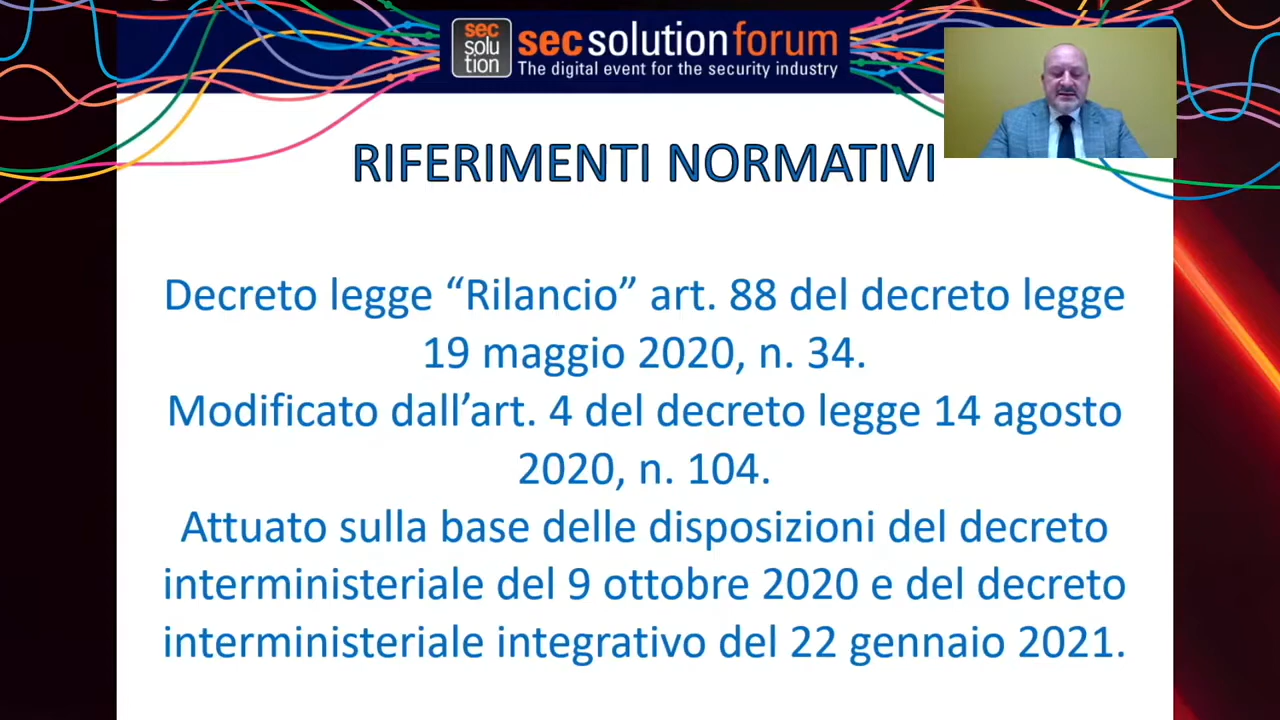 sec
solu
tion
secsolutionforum
The digital event for the security industry
RIFERIMENTI NORMATIVI
Decreto legge “Rilancio” art. 88 del decreto legge
19 maggio 2020, n. 34.
Modificato dall’art. 4 del decreto legge 14 agosto
2020, n. 104.
Attuato sulla base delle disposizioni del decreto
interministeriale del 9 ottobre 2020 e del decreto
interministeriale integrativo del 22 gennaio 2021.